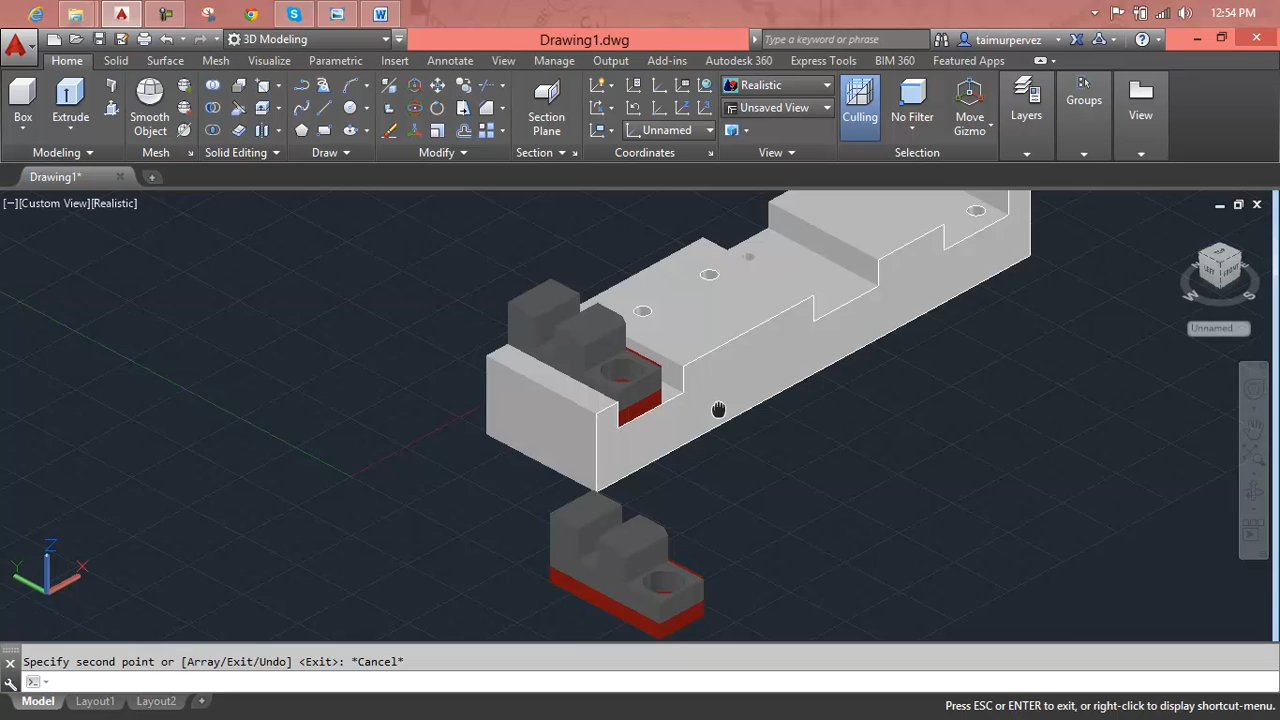 12:54 PM
3D Modeling
Drawing1.dwg
Type a keyword or phrase
taimurpervez
Home Solid Surface Mesh Visualize Parametric Insert Annotate View Manage Output Add-ins Autodesk 360 Express Tools BIM 360 Featured Apps
Box
Extrude
Smooth Object
Section Plane
Realistic
Unsaved View
Unnamed
Culling
No Filter
Move Gizmo
Layers
Groups
View
Modeling
Mesh
Solid Editing
Draw
Modify
Section
Coordinates
View
Selection
Drawing1*
[−][Custom View][Realistic]
TOP
LEFT
FRONT
W
S
Unnamed
Z
Y
X
Specify second point or [Array/Exit/Undo] <Exit>: *Cancel*
Model Layout1 Layout2
Press ESC or ENTER to exit, or right-click to display shortcut-menu.